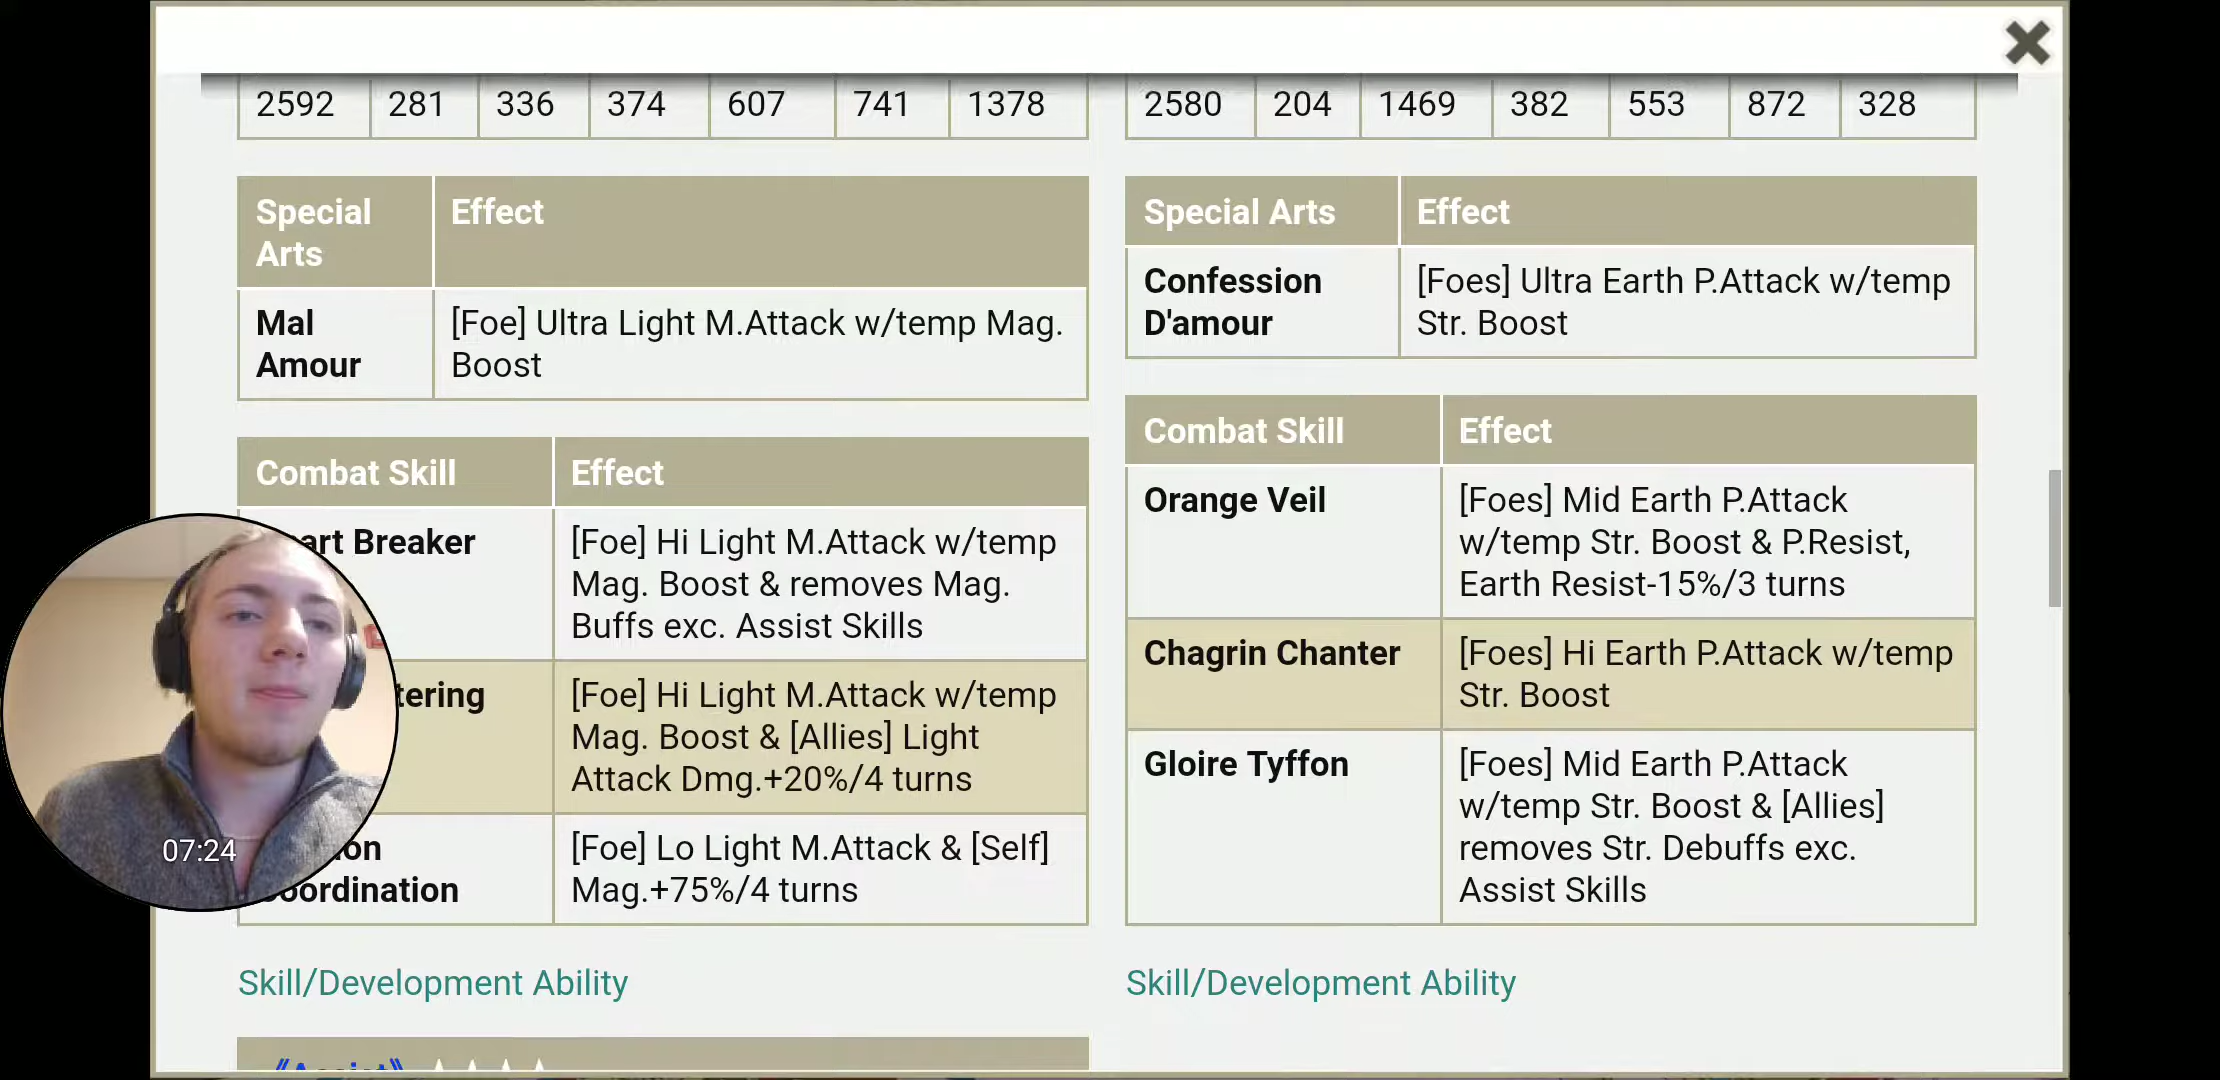 2592 281 336 374 607 741 1378
Special
Arts
Effect
Mal
Amour
[Foe] Ultra Light M.Attack w/temp Mag.
Boost
Combat Skill Effect
Breaker
[Foe] Hi Light M.Attack w/temp
Mag. Boost & removes Mag.
Buffs exc. Assist Skills
[Foe] Hi Light M.Attack w/temp
Mag. Boost & [Allies] Light
Attack Dmg.+20%/4 turns
[Foe] Lo Light M.Attack & [Self]
Mag.+75%/4 turns
Skill/Development Ability
《Assist》
2580 204 1469 382 553 872 328
Special Arts Effect
Confession
D'amour
[Foes] Ultra Earth P.Attack w/temp
Str. Boost
Combat Skill Effect
Orange Veil
[Foes] Mid Earth P.Attack
w/temp Str. Boost & P.Resist,
Earth Resist-15%/3 turns
Chagrin Chanter
[Foes] Hi Earth P.Attack w/temp
Str. Boost
Gloire Tyffon
[Foes] Mid Earth P.Attack
w/temp Str. Boost & [Allies]
removes Str. Debuffs exc.
Assist Skills
Skill/Development Ability
07:24